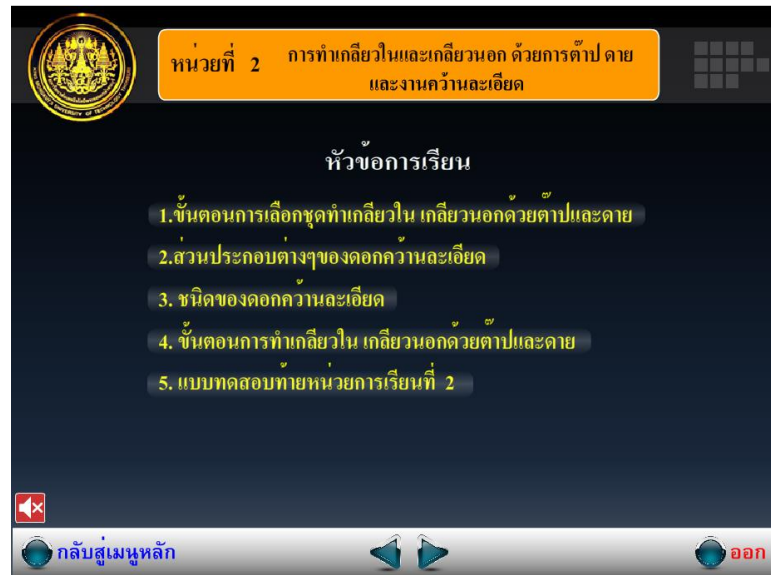 หน่วยที่ 2
การทำเกลียวในและเกลียวนอก ด้วยการต๊าป ดาย
และงานคว้านละเอียด
หัวข้อการเรียน
1.ขั้นตอนการเลือกชุดทำเกลียวใน เกลียวนอกด้วยต๊าปและดาย
2.ส่วนประกอบต่างๆของดอกคว้านละเอียด
3. ชนิดของดอกคว้านละเอียด
4. ขั้นตอนการทำเกลียวใน เกลียวนอกด้วยต๊าปและดาย
5. แบบทดสอบท้ายหน่วยการเรียนที่ 2
กลับสู่เมนูหลัก
ออก